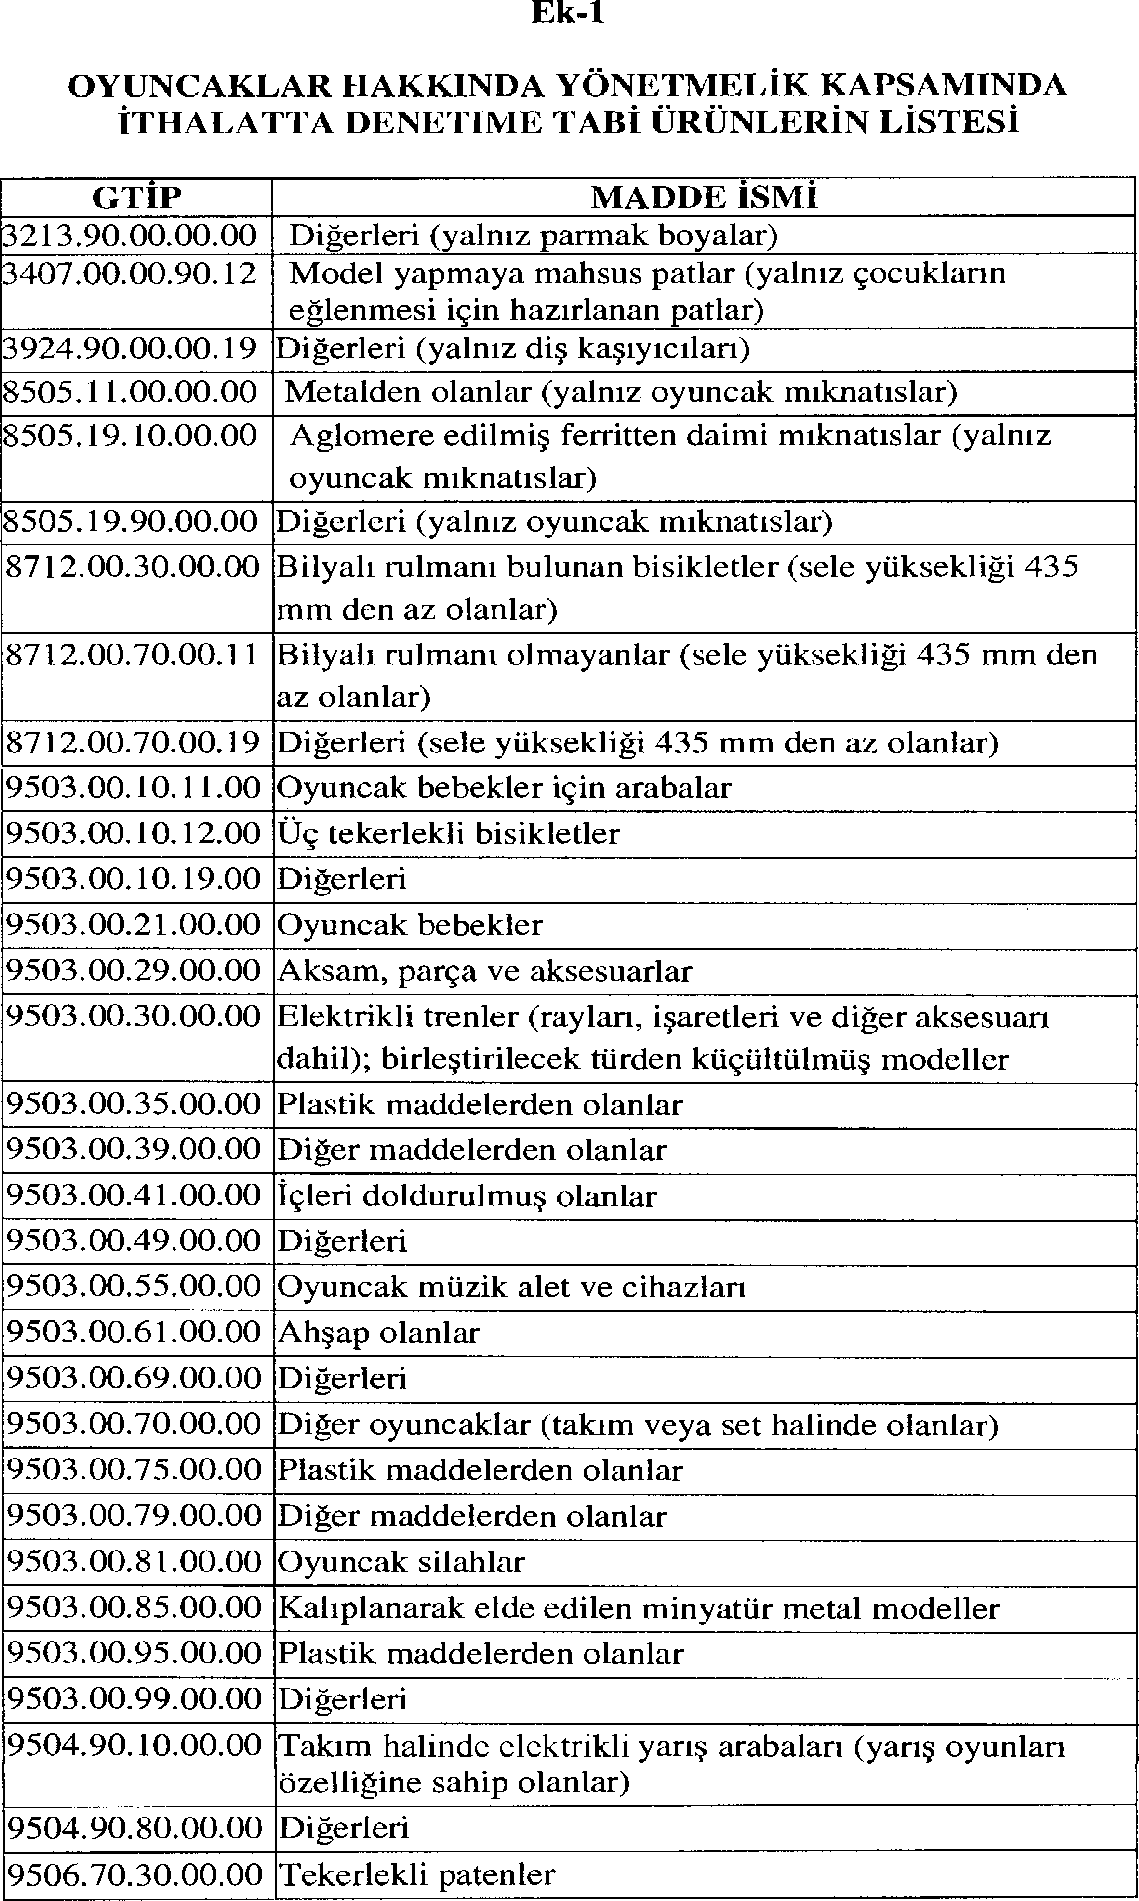 Ek-1
OYUNCAKLAR HAKKINDA YÖNETMELİK KAPSAMINDA
İTHALATTA DENETIME TABİ ÜRÜNLERİN LİSTESİ
GTİP MADDE İSMİ
3213.90.00.00.00 Diğerleri (yalnız parmak boyalar)
3407.00.00.90.12 Model yapmaya mahsus patlar (yalnız çocukların
eğlenmesi için hazırlanan patlar)
3924.90.00.00.19 Diğerleri (yalnız diş kaşıyıcıları)
8505.11.00.00.00 Metalden olanlar (yalnız oyuncak mıknatıslar)
8505.19.10.00.00 Aglomere edilmiş ferritten daimi mıknatıslar (yalnız
oyuncak mıknatıslar)
8505.19.90.00.00 Diğerleri (yalnız oyuncak mıknatıslar)
8712.00.30.00.00 Bilyalı rulmanı bulunan bisikletler (sele yüksekliği 435
mm den az olanlar)
8712.00.70.00.11 Bilyalı rulmanı olmayanlar (sele yüksekliği 435 mm den
az olanlar)
8712.00.70.00.19 Diğerleri (sele yüksekliği 435 mm den az olanlar)
9503.00.10.11.00 Oyuncak bebekler için arabalar
9503.00.10.12.00 Üç tekerlekli bisikletler
9503.00.10.19.00 Diğerleri
9503.00.21.00.00 Oyuncak bebekler
9503.00.29.00.00 Aksam, parça ve aksesuarlar
9503.00.30.00.00 Elektrikli trenler (rayları, işaretleri ve diğer aksesuarı
dahil); birleştirilecek türden küçültülmüş modeller
9503.00.35.00.00 Plastik maddelerden olanlar
9503.00.39.00.00 Diğer maddelerden olanlar
9503.00.41.00.00 İçleri doldurulmuş olanlar
9503.00.49.00.00 Diğerleri
9503.00.55.00.00 Oyuncak müzik alet ve cihazları
9503.00.61.00.00 Ahşap olanlar
9503.00.69.00.00 Diğerleri
9503.00.70.00.00 Diğer oyuncaklar (takım veya set halinde olanlar)
9503.00.75.00.00 Plastik maddelerden olanlar
9503.00.79.00.00 Diğer maddelerden olanlar
9503.00.81.00.00 Oyuncak silahlar
9503.00.85.00.00 Kalıplanarak elde edilen minyatür metal modeller
9503.00.95.00.00 Plastik maddelerden olanlar
9503.00.99.00.00 Diğerleri
9504.90.10.00.00 Takım halinde elektrikli yarış arabaları (yarış oyunları
özelliğine sahip olanlar)
9504.90.80.00.00 Diğerleri
9506.70.30.00.00 Tekerlekli patenler